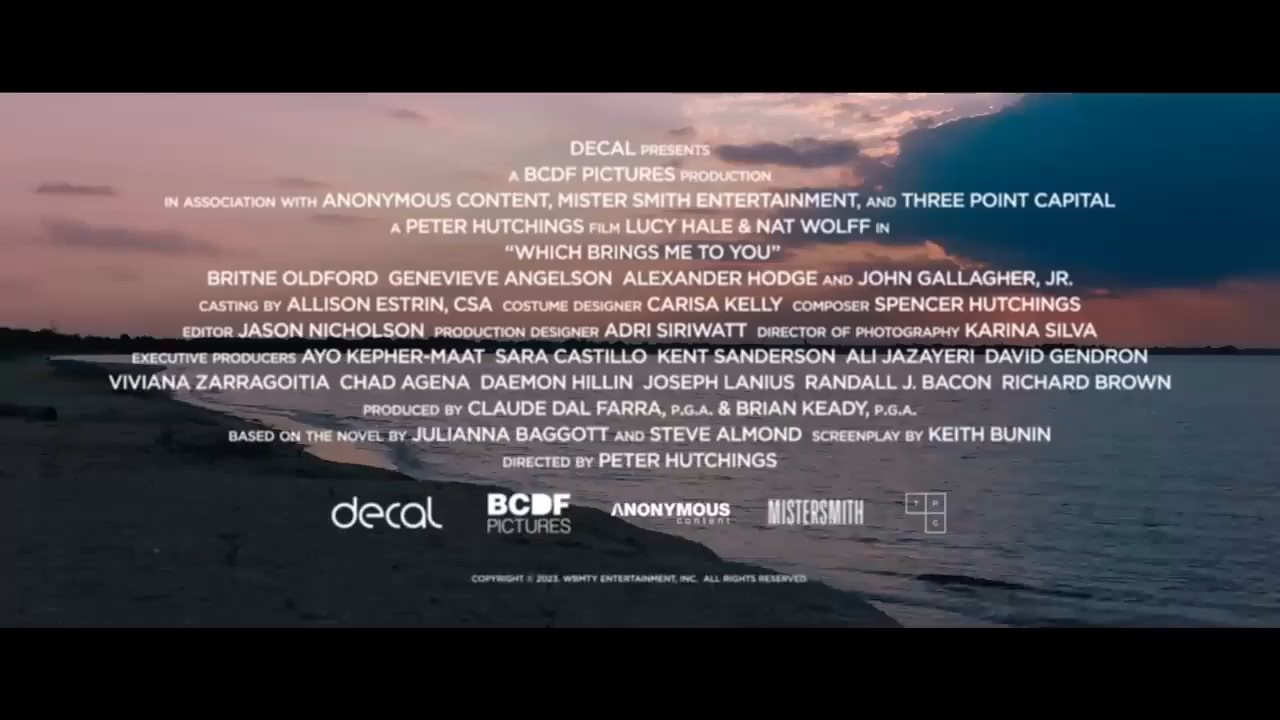 DECAL PRESENTS
A BCDF PICTURES PRODUCTION
IN ASSOCIATION WITH ANONYMOUS CONTENT, MISTER SMITH ENTERTAINMENT, AND THREE POINT CAPITAL
A PETER HUTCHINGS FILM LUCY HALE & NAT WOLFF IN
“WHICH BRINGS ME TO YOU”
BRITNE OLDFORD GENEVIEVE ANGELSON ALEXANDER HODGE AND JOHN GALLAGHER, JR.
CASTING BY ALLISON ESTRIN, CSA COSTUME DESIGNER CARISA KELLY COMPOSER SPENCER HUTCHINGS
EDITOR JASON NICHOLSON PRODUCTION DESIGNER ADRI SIRIWATT DIRECTOR OF PHOTOGRAPHY KARINA SILVA
EXECUTIVE PRODUCERS AYO KEPHER-MAAT SARA CASTILLO KENT SANDERSON ALI JAZAYERI DAVID GENDRON
VIVIANA ZARRAGOITIA CHAD AGENA DAEMON HILLIN JOSEPH LANIUS RANDALL J. BACON RICHARD BROWN
PRODUCED BY CLAUDE DAL FARRA, P.G.A. & BRIAN KEADY, P.G.A.
BASED ON THE NOVEL BY JULIANNA BAGGOTT AND STEVE ALMOND SCREENPLAY BY KEITH BUNIN
DIRECTED BY PETER HUTCHINGS
decal BCDF PICTURES ANONYMOUS content MISTERSMITH T P C
COPYRIGHT © 2023. WBMTY ENTERTAINMENT, INC. ALL RIGHTS RESERVED